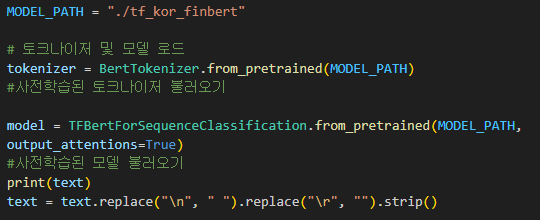 MODEL_PATH = "./tf_kor_finbert"
# 토크나이저 및 모델 로드
tokenizer = BertTokenizer.from_pretrained(MODEL_PATH)
#사전학습된 토크나이저 불러오기
model = TFBertForSequenceClassification.from_pretrained(MODEL_PATH,
output_attentions=True)
#사전학습된 모델 불러오기
print(text)
text = text.replace("\n", " ").replace("\r", "").strip()